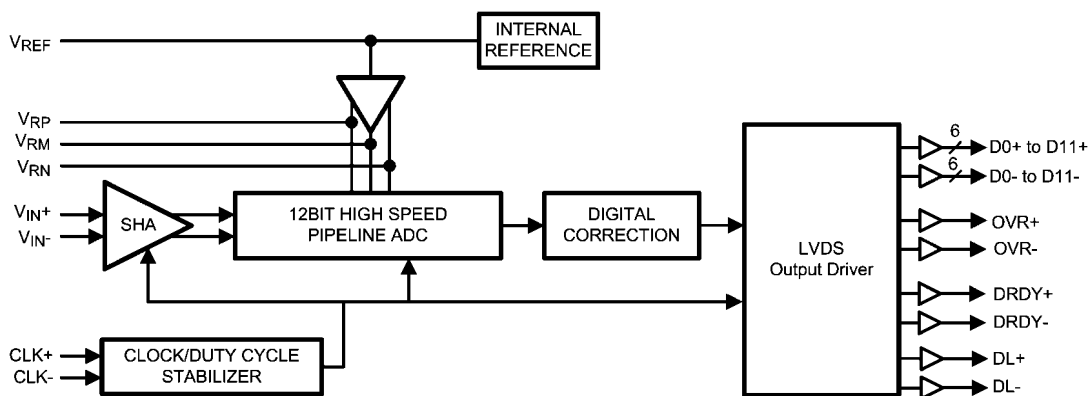 VREF
INTERNAL
REFERENCE
VRP
VRM
VRN
VIN+
VIN-
SHA
12BIT HIGH SPEED
PIPELINE ADC
DIGITAL
CORRECTION
LVDS
Output Driver
6
D0+ to D11+
6
D0- to D11-
OVR+
OVR-
DRDY+
DRDY-
DL+
DL-
CLK+
CLK-
CLOCK/DUTY CYCLE
STABILIZER